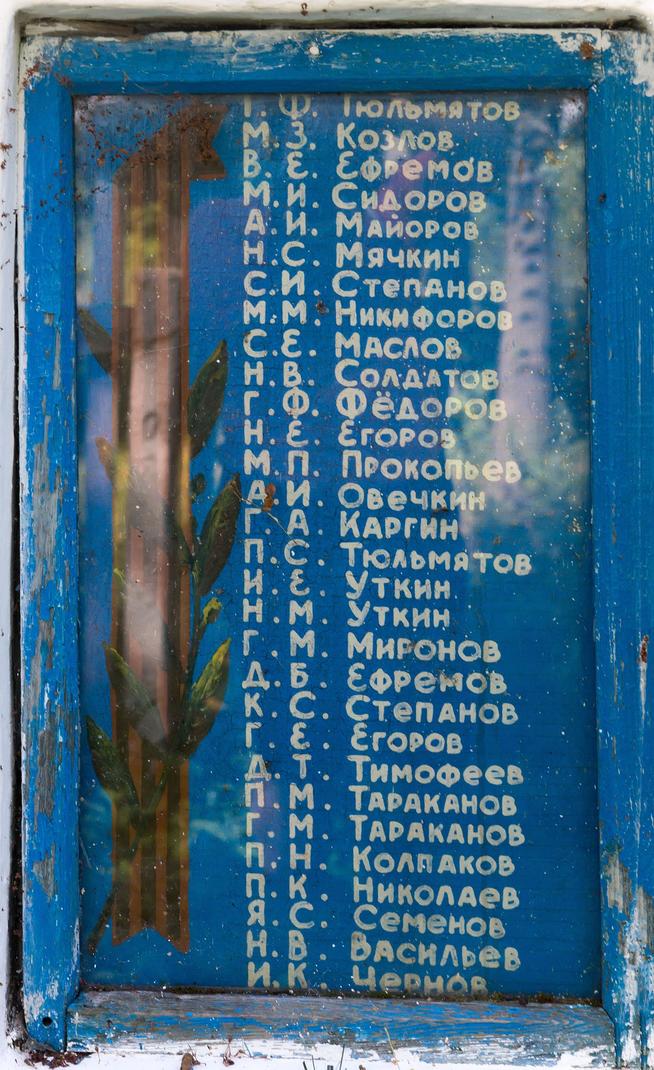 Г. Ф. Тюльмятов
М. З. Козлов
В. Е. Ефремов
М. И. Сидоров
А. И. Майоров
Н. С. Мячкин
С. И. Степанов
М. М. Никифоров
С. Е. Маслов
Н. В. Солдатов
Г. Ф. Фёдоров
Н. Е. Егоров
М. П. Прокопьев
А. И. Овечкин
Г. А. Каргин
П. С. Тюльмятов
И. Е. Уткин
Н. М. Уткин
Г. М. Миронов
Д. Б. Ефремов
К. С. Степанов
Г. Е. Егоров
Д. Т. Тимофеев
П. М. Тараканов
Г. М. Тараканов
П. Н. Колпаков
П. К. Николаев
Я. С. Семенов
Н. В. Васильев
И. К. Чернов